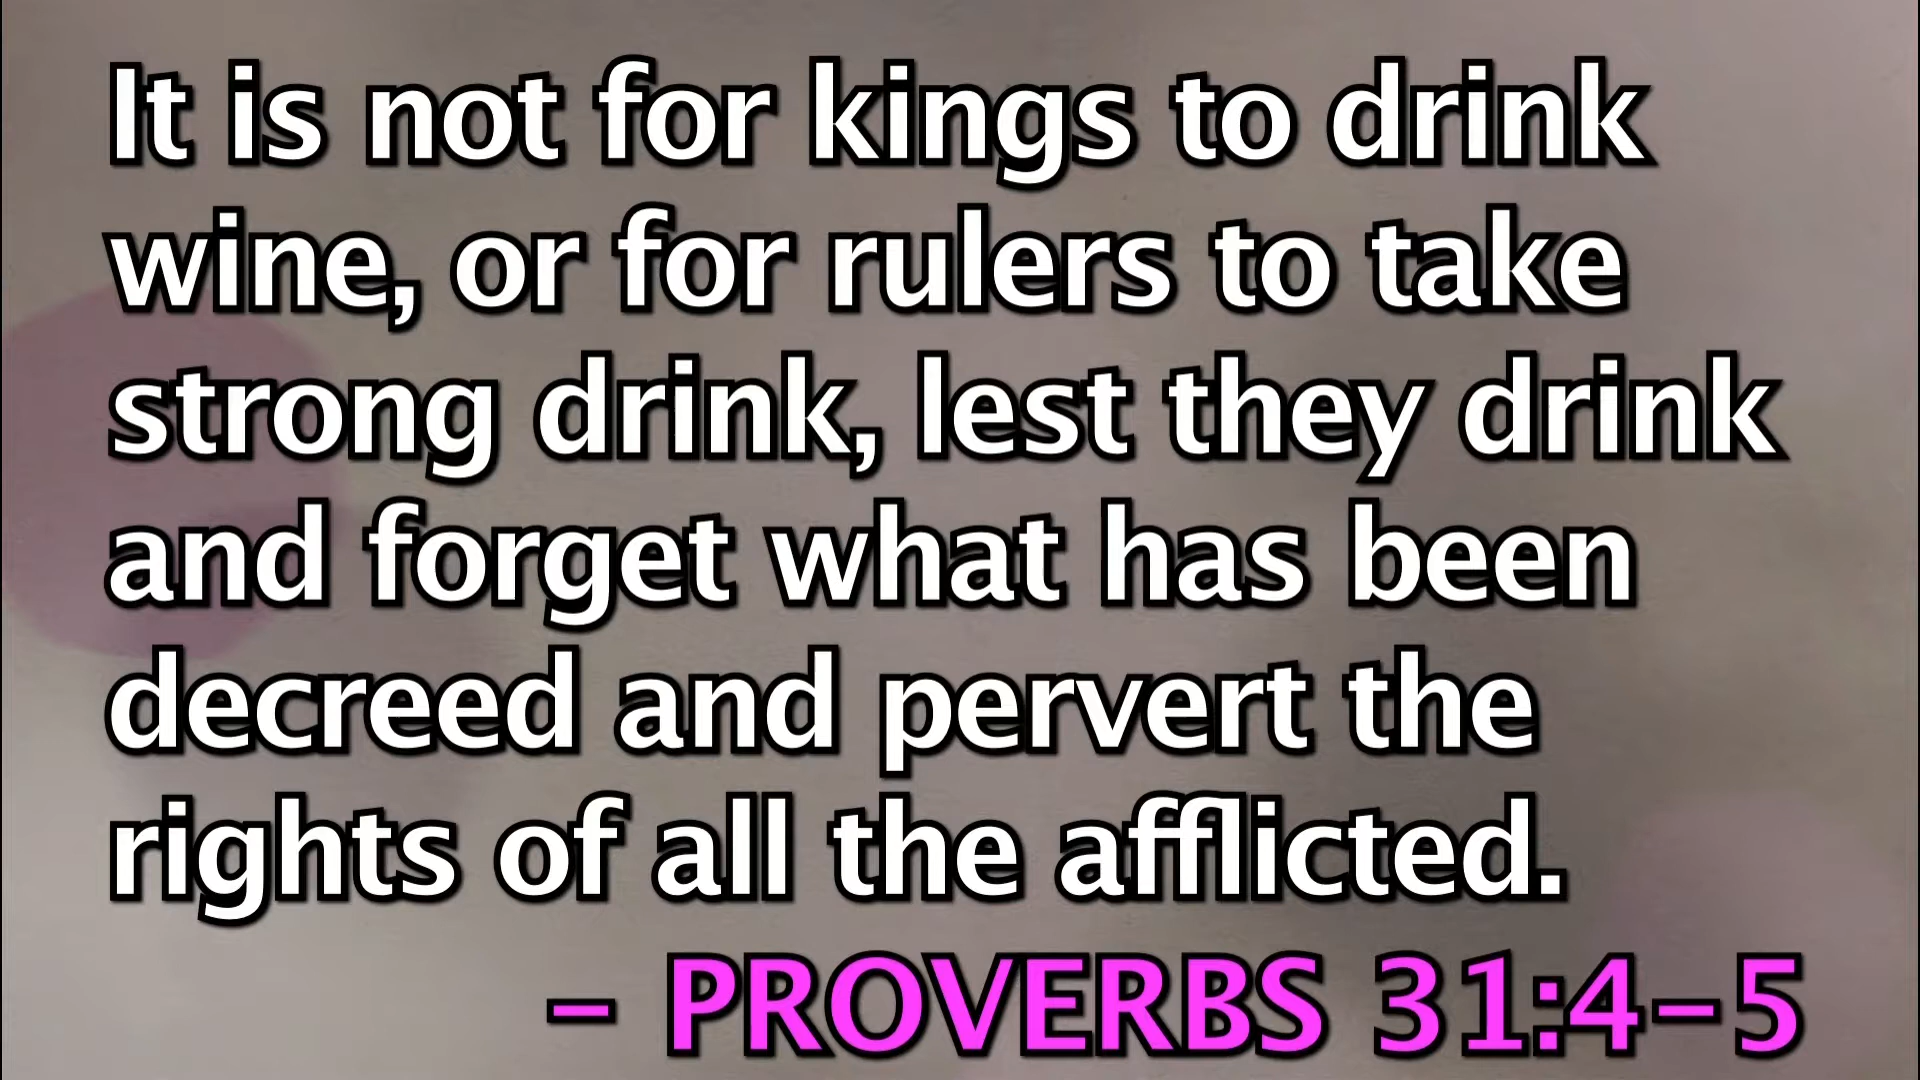 It is not for kings to drink
wine, or for rulers to take
strong drink, lest they drink
and forget what has been
decreed and pervert the
rights of all the afflicted.
– PROVERBS 31:4–5